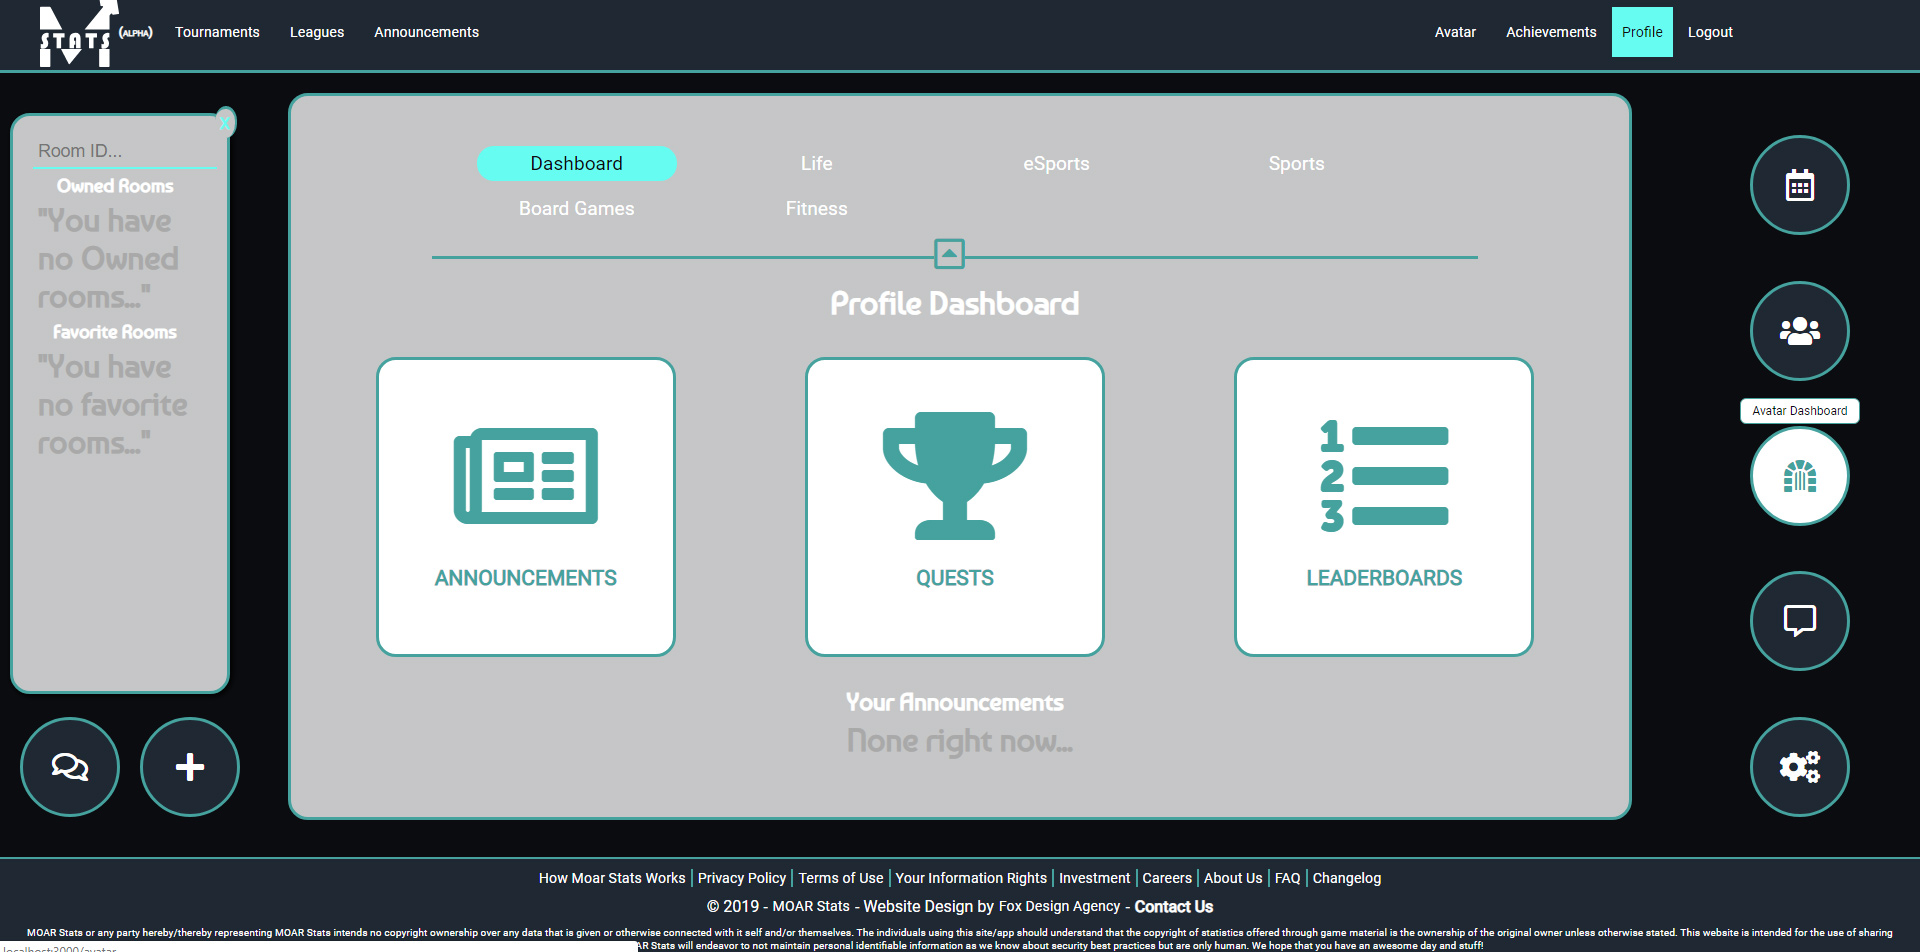 STATS (ALPHA) Tournaments Leagues Announcements Avatar Achievements Profile Logout
X
Room ID...
Owned Rooms
"You have
no Owned
rooms..."
Favorite Rooms
"You have
no favorite
rooms..."
Dashboard Life eSports Sports
Board Games Fitness
Profile Dashboard
ANNOUNCEMENTS
QUESTS
1
2
3
LEADERBOARDS
Your Announcements
None right now...
Avatar Dashboard
How Moar Stats Works | Privacy Policy | Terms of Use | Your Information Rights | Investment | Careers | About Us | FAQ | Changelog
© 2019 - MOAR Stats - Website Design by Fox Design Agency - Contact Us
MOAR Stats or any party hereby/thereby representing MOAR Stats intends no copyright ownership over any data that is given or otherwise connected with it self and/or themselves. The individuals using this site/app should understand that the copyright of statistics offered through game material is the ownership of the original owner unless otherwise stated. This website is intended for the use of sharing
AR Stats will endeavor to not maintain personal identifiable information as we know about security best practices but are only human. We hope that you have an awesome day and stuff!
localhost:3000/avatar